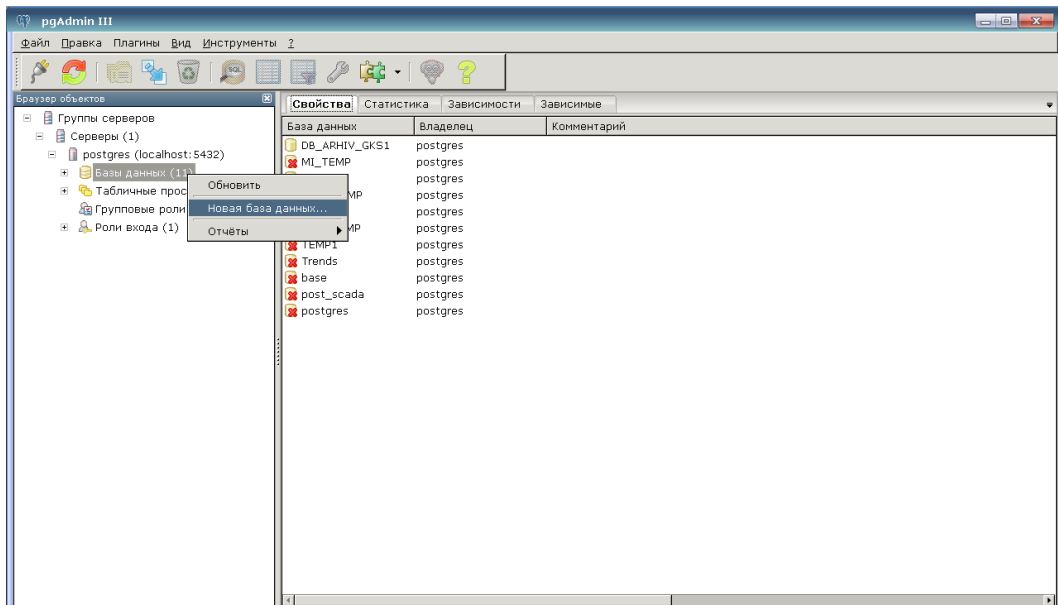 pgAdmin III
Файл Правка Плагины Вид Инструменты ?
SQL
Браузер объектов
Группы серверов
Серверы (1)
postgres (localhost:5432)
Базы данных (11)
Табличные прос
Групповые роли
Роли входа (1)
Обновить
Новая база данных...
Отчёты
Свойства Статистика Зависимости Зависимые
База данных Владелец Комментарий
DB_ARHIV_GKS1 postgres
MI_TEMP postgres
postgres
MP postgres
postgres
MP postgres
TEMP1 postgres
Trends postgres
base postgres
post_scada postgres
postgres postgres